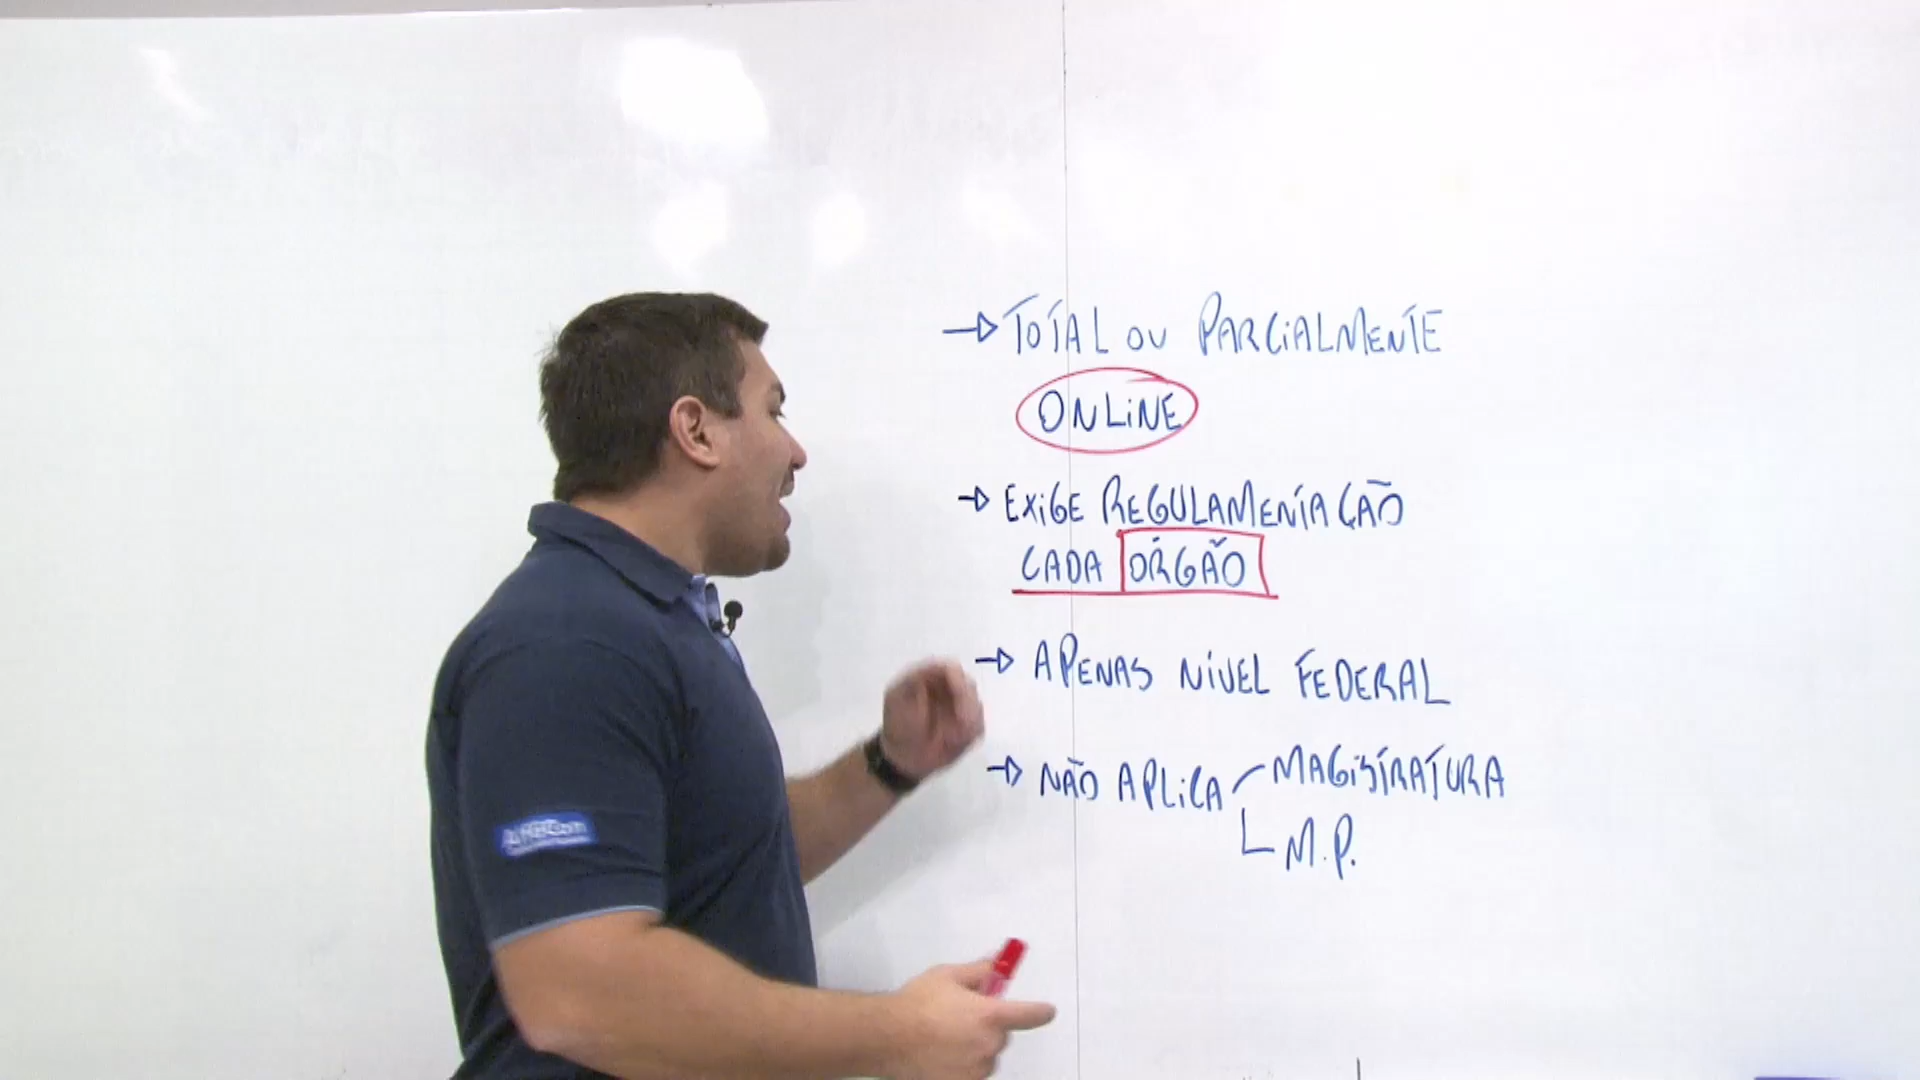 → TOTAL OU PARCIALMENTE
ONLINE
→ EXIGE REGULAMENTAÇÃO
CADA ÓRGÃO
→ APENAS NÍVEL FEDERAL
→ NÃO APLICA MAGISTRATURA
M.P.